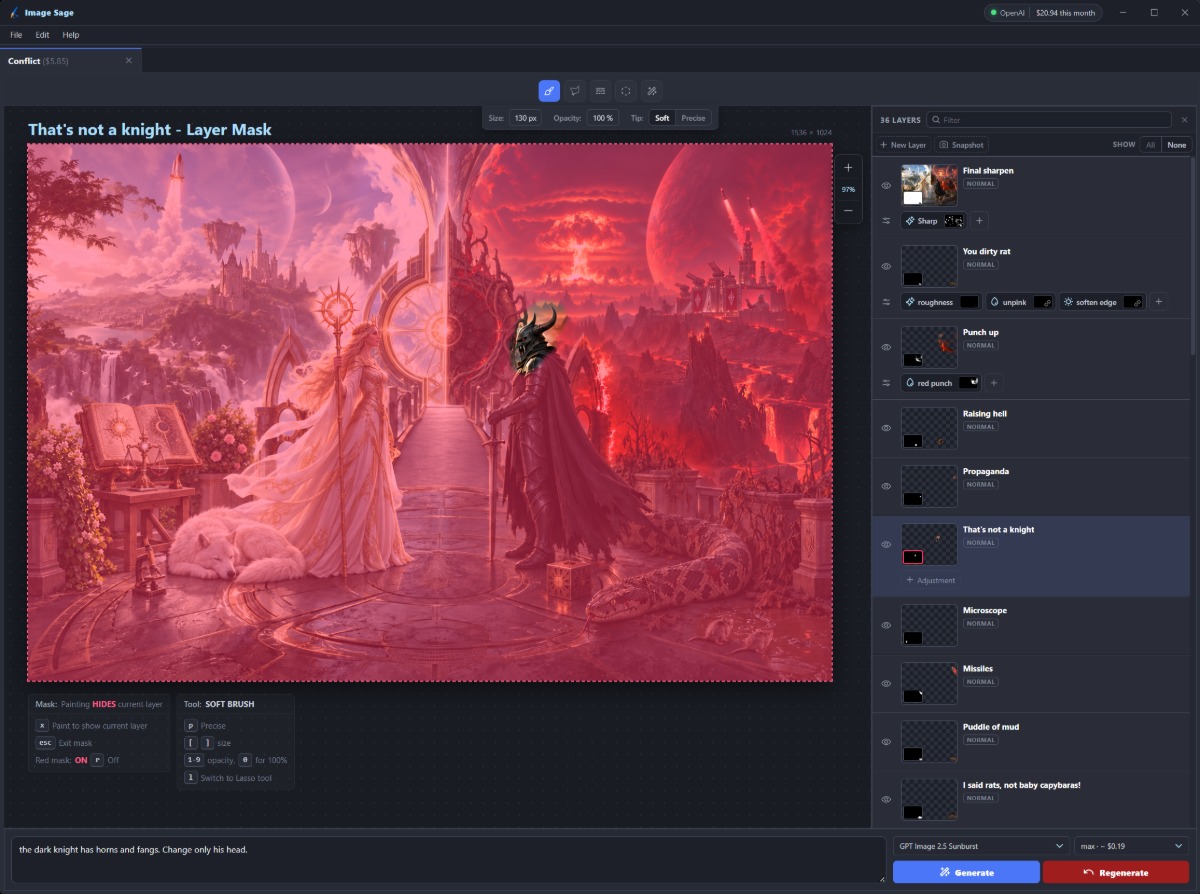 Image Sage
OpenAI $20.94 this month
File Edit Help
Conflict ($5.85)
Size: 130 px Opacity: 100 % Tip: Soft Precise
That's not a knight - Layer Mask
1536 × 1024
97%
36 LAYERS Filter
+ New Layer Snapshot SHOW All None
Final sharpen
NORMAL
Sharp
You dirty rat
NORMAL
roughness unpink soften edge
Punch up
NORMAL
red punch
Raising hell
NORMAL
Propaganda
NORMAL
That's not a knight
NORMAL
+ Adjustment
Microscope
NORMAL
Missiles
NORMAL
Puddle of mud
NORMAL
I said rats, not baby capybaras!
NORMAL
Mask: Painting HIDES current layer
x Paint to show current layer
esc Exit mask
Red mask: ON r Off
Tool: SOFT BRUSH
p Precise
[ ] size
1-9 opacity, 0 for 100%
l Switch to Lasso tool
the dark knight has horns and fangs. Change only his head.
GPT Image 2.5 Sunburst
max · ~ $0.19
Generate
Regenerate